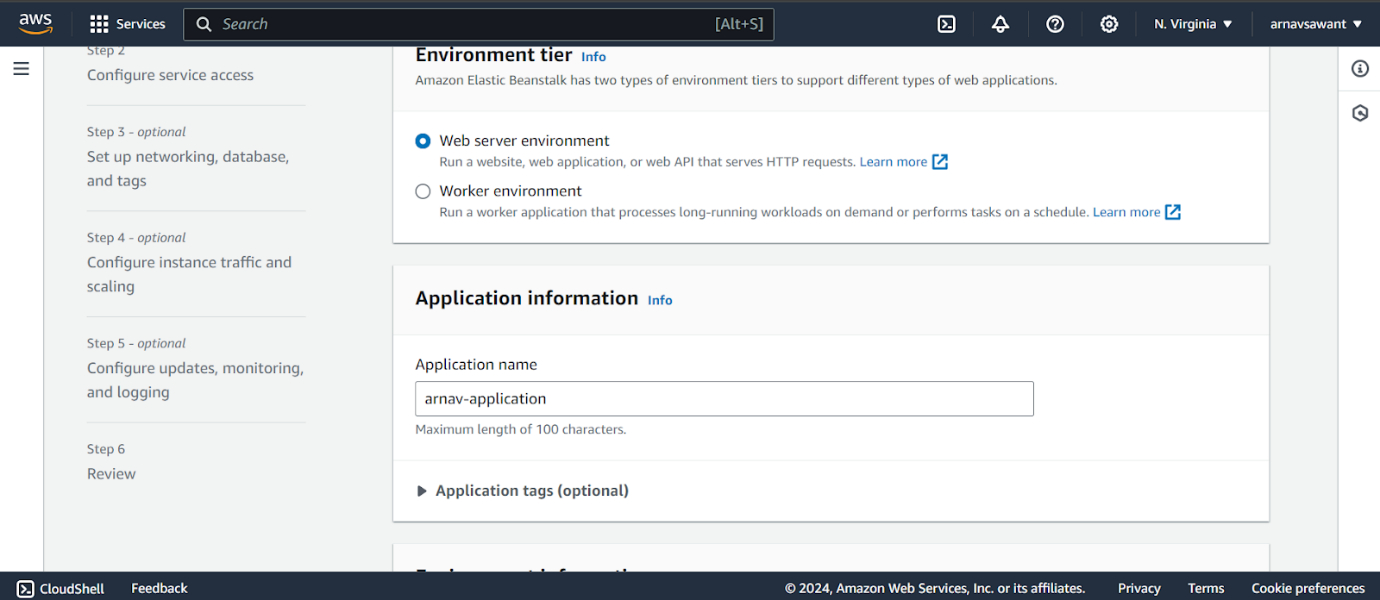 aws
Services
Search
[Alt+S]
N. Virginia
arnavsawant
Step 2
Configure service access
Step 3 - optional
Set up networking, database,
and tags
Step 4 - optional
Configure instance traffic and
scaling
Step 5 - optional
Configure updates, monitoring,
and logging
Step 6
Review
Environment tier Info
Amazon Elastic Beanstalk has two types of environment tiers to support different types of web applications.
Web server environment
Run a website, web application, or web API that serves HTTP requests. Learn more
Worker environment
Run a worker application that processes long-running workloads on demand or performs tasks on a schedule. Learn more
Application information Info
Application name
arnav-application
Maximum length of 100 characters.
Application tags (optional)
CloudShell
Feedback
© 2024, Amazon Web Services, Inc. or its affiliates.
Privacy
Terms
Cookie preferences